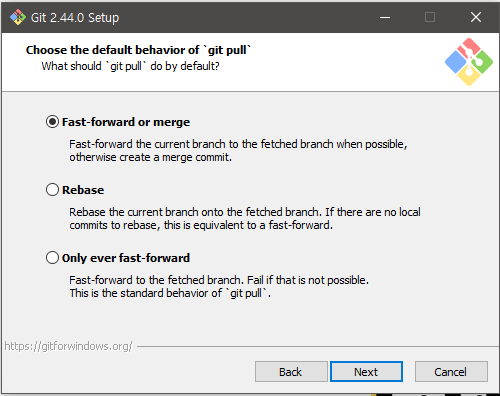 Git 2.44.0 Setup
Choose the default behavior of `git pull`
What should `git pull` do by default?
Fast-forward or merge
Fast-forward the current branch to the fetched branch when possible,
otherwise create a merge commit.
Rebase
Rebase the current branch onto the fetched branch. If there are no local
commits to rebase, this is equivalent to a fast-forward.
Only ever fast-forward
Fast-forward to the fetched branch. Fail if that is not possible.
This is the standard behavior of `git pull`.
https://gitforwindows.org/
Back
Next
Cancel